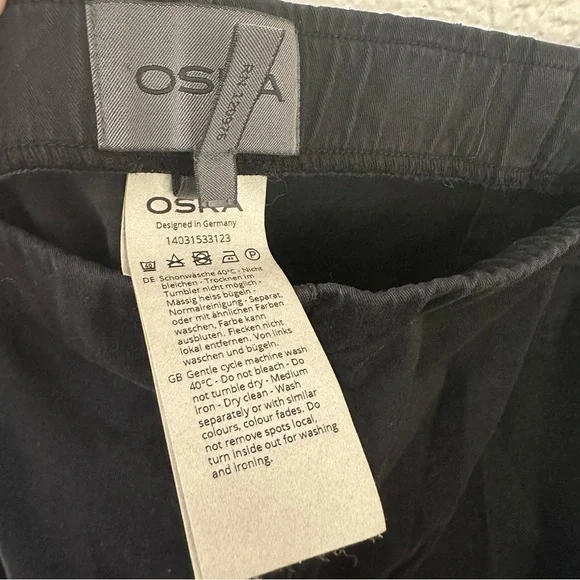 OSKA
RN 129976
OSKA
Designed in Germany
14031533123
DE Schonwäsche 40°C - Nicht
bleichen - Trocknen im
Tumbler nicht möglich -
Mässig heiss bügeln -
Normalreinigung - Separat,
oder mit ähnlichen Farben
waschen, Farbe kann
ausbluten. Flecken nicht
lokal entfernen. Von links
waschen und bügeln.
GB Gentle cycle machine wash
40°C - Do not bleach - Do
not tumble dry - Medium
iron - Dry clean - Wash
separately or with similar
colours, colour fades. Do
not remove spots local,
turn inside out for washing
and ironing.